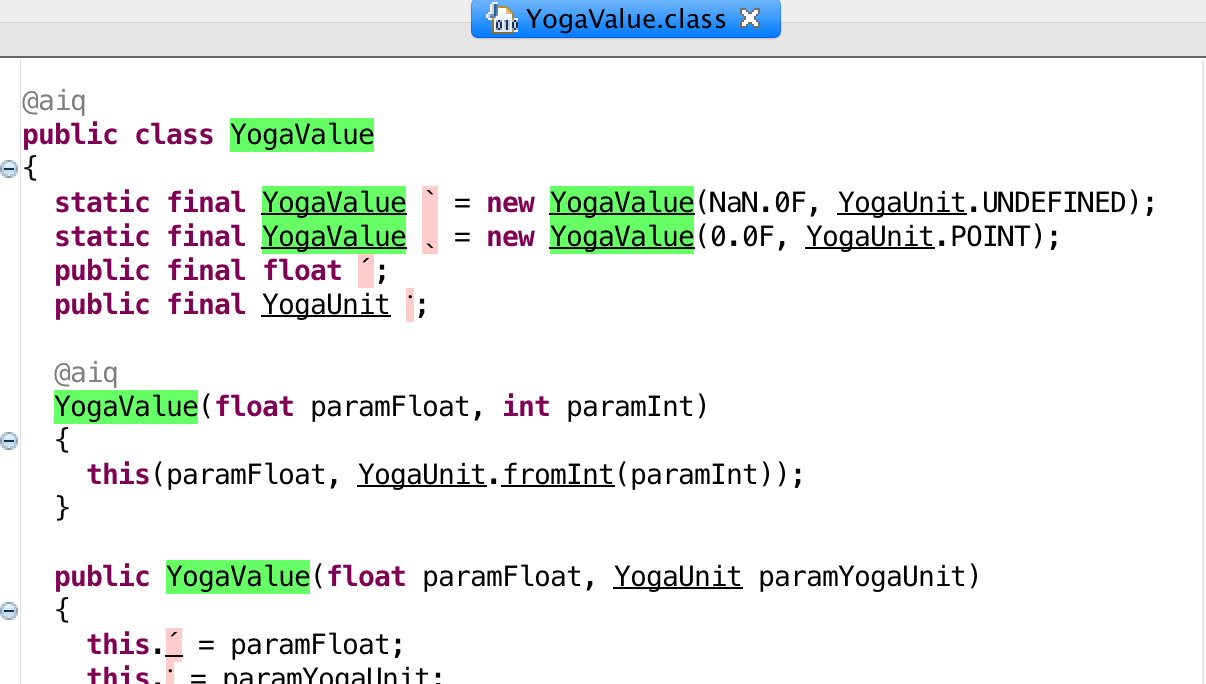 YogaValue.class
@aiq
public class YogaValue
{
static final YogaValue ` = new YogaValue(NaN.0F, YogaUnit.UNDEFINED);
static final YogaValue ˎ = new YogaValue(0.0F, YogaUnit.POINT);
public final float ˊ;
public final YogaUnit ·;
@aiq
YogaValue(float paramFloat, int paramInt)
{
this(paramFloat, YogaUnit.fromInt(paramInt));
}
public YogaValue(float paramFloat, YogaUnit paramYogaUnit)
{
this.ˊ = paramFloat;
this.· = paramYogaUnit;